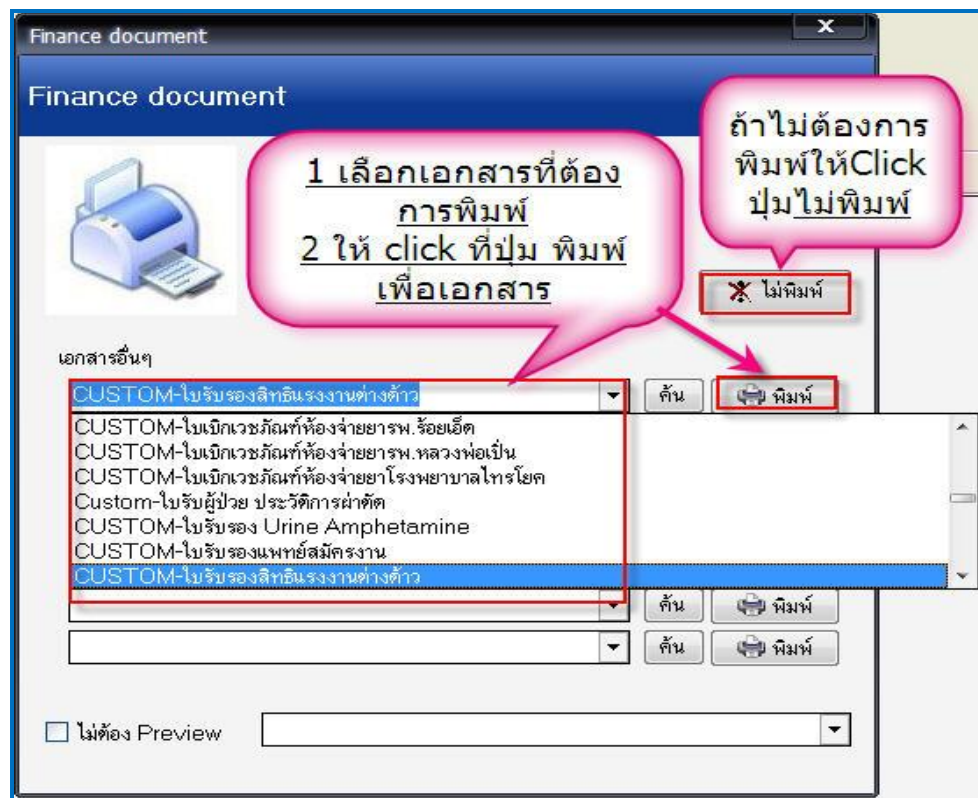 Finance document
x
Finance document
ถ้าไม่ต้องการ
พิมพ์ให้Click
ปุ่มไม่พิมพ์
1 เลือกเอกสารที่ต้อง
การพิมพ์
2 ให้ click ที่ปุ่ม พิมพ์
เพื่อเอกสาร
ไม่พิมพ์
เอกสารอื่นๆ
CUSTOM-ใบรับรองสิทธิแรงงานต่างด้าว ค้น พิมพ์
CUSTOM-ใบเบิกเวชภัณฑ์ห้องจ่ายยารพ.ร้อยเอ็ด
CUSTOM-ใบเบิกเวชภัณฑ์ห้องจ่ายยารพ.หลวงพ่อเปิ่น
CUSTOM-ใบเบิกเวชภัณฑ์ห้องจ่ายยาโรงพยาบาลไทรโยค
Custom-ใบรับผู้ป่วย ประวัติการผ่าตัด
CUSTOM-ใบรับรอง Urine Amphetamine
CUSTOM-ใบรับรองแพทย์สมัครงาน
CUSTOM-ใบรับรองสิทธิแรงงานต่างด้าว
ค้น พิมพ์
ค้น พิมพ์
ไม่ต้อง Preview